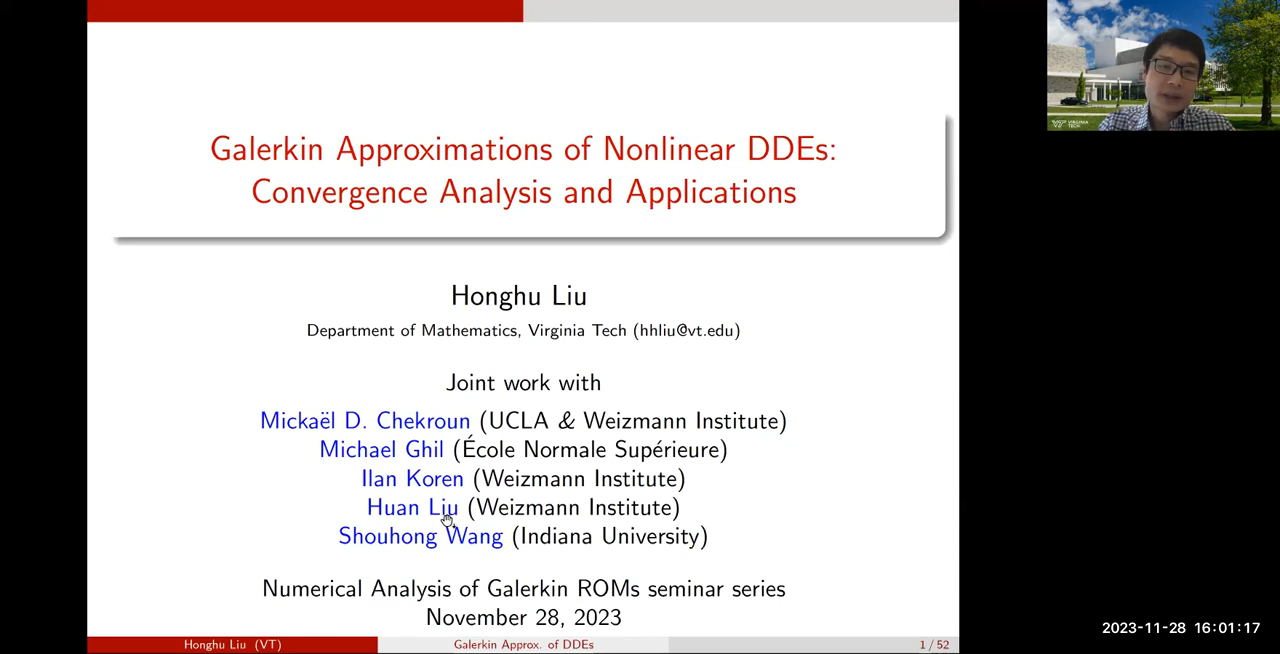 Galerkin Approximations of Nonlinear DDEs:
Convergence Analysis and Applications
Honghu Liu
Department of Mathematics, Virginia Tech (hhliu@vt.edu)
Joint work with
Mickaël D. Chekroun (UCLA & Weizmann Institute)
Michael Ghil (École Normale Supérieure)
Ilan Koren (Weizmann Institute)
Huan Liu (Weizmann Institute)
Shouhong Wang (Indiana University)
Numerical Analysis of Galerkin ROMs seminar series
November 28, 2023
Honghu Liu (VT)
Galerkin Approx. of DDEs
1 / 52
VIRGINIA
TECH
2023-11-28 16:01:17